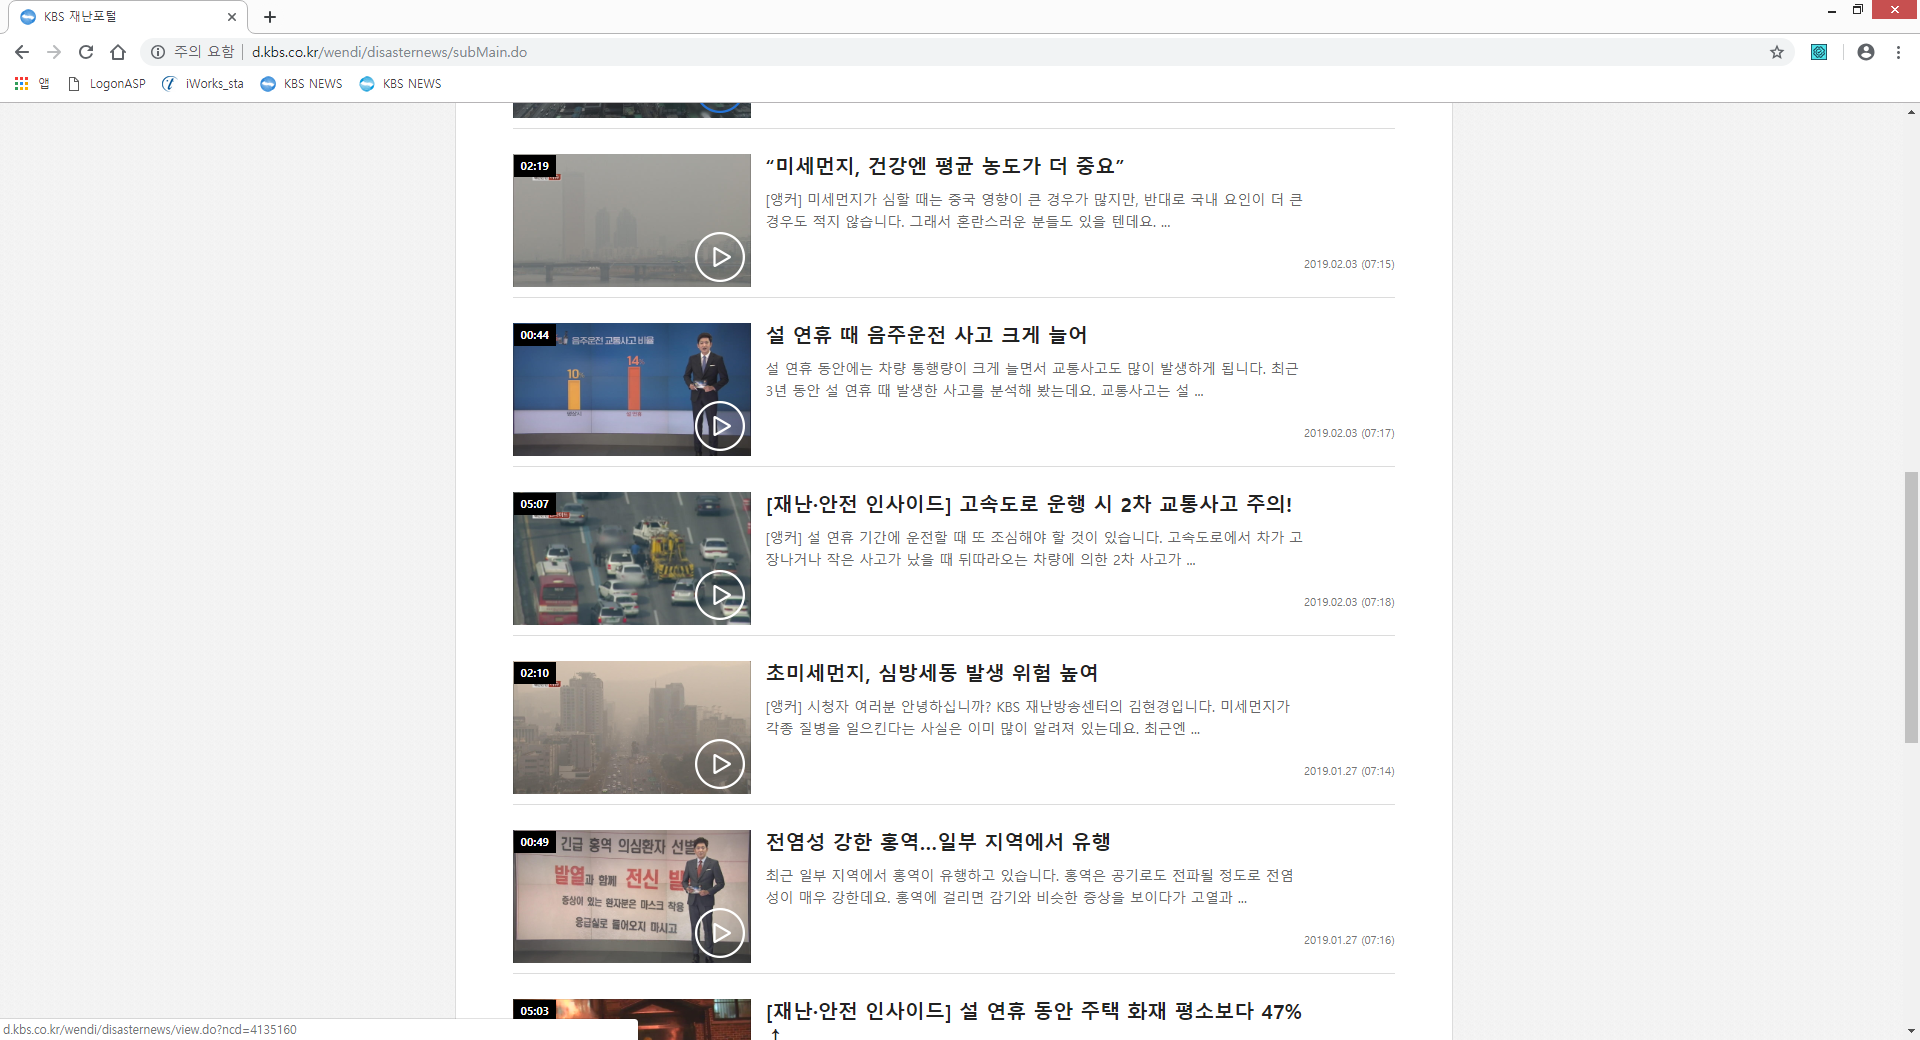 KBS 재난포털
주의 요함
d.kbs.co.kr/wendi/disasternews/subMain.do
앱
LogonASP
iWorks_sta
KBS NEWS
KBS NEWS
02:19
“미세먼지, 건강엔 평균 농도가 더 중요”
[앵커] 미세먼지가 심할 때는 중국 영향이 큰 경우가 많지만, 반대로 국내 요인이 더 큰
경우도 적지 않습니다. 그래서 혼란스러운 분들도 있을 텐데요. ...
2019.02.03 (07:15)
00:44
음주운전 교통사고 비율
10%
14%
평상시
설 연휴
설 연휴 때 음주운전 사고 크게 늘어
설 연휴 동안에는 차량 통행량이 크게 늘면서 교통사고도 많이 발생하게 됩니다. 최근
3년 동안 설 연휴 때 발생한 사고를 분석해 봤는데요. 교통사고는 설 ...
2019.02.03 (07:17)
05:07
[재난·안전 인사이드] 고속도로 운행 시 2차 교통사고 주의!
[앵커] 설 연휴 기간에 운전할 때 또 조심해야 할 것이 있습니다. 고속도로에서 차가 고
장나거나 작은 사고가 났을 때 뒤따라오는 차량에 의한 2차 사고가 ...
2019.02.03 (07:18)
02:10
초미세먼지, 심방세동 발생 위험 높여
[앵커] 시청자 여러분 안녕하십니까? KBS 재난방송센터의 김현경입니다. 미세먼지가
각종 질병을 일으킨다는 사실은 이미 많이 알려져 있는데요. 최근엔 ...
2019.01.27 (07:14)
00:49
긴급 홍역 의심환자 선별
발열과 함께 전신 발
증상이 있는 환자분은 마스크 착용
응급실로 들어오지 마시고
전염성 강한 홍역…일부 지역에서 유행
최근 일부 지역에서 홍역이 유행하고 있습니다. 홍역은 공기로도 전파될 정도로 전염
성이 매우 강한데요. 홍역에 걸리면 감기와 비슷한 증상을 보이다가 고열과 ...
2019.01.27 (07:16)
05:03
[재난·안전 인사이드] 설 연휴 동안 주택 화재 평소보다 47%
↑
d.kbs.co.kr/wendi/disasternews/view.do?ncd=4135160